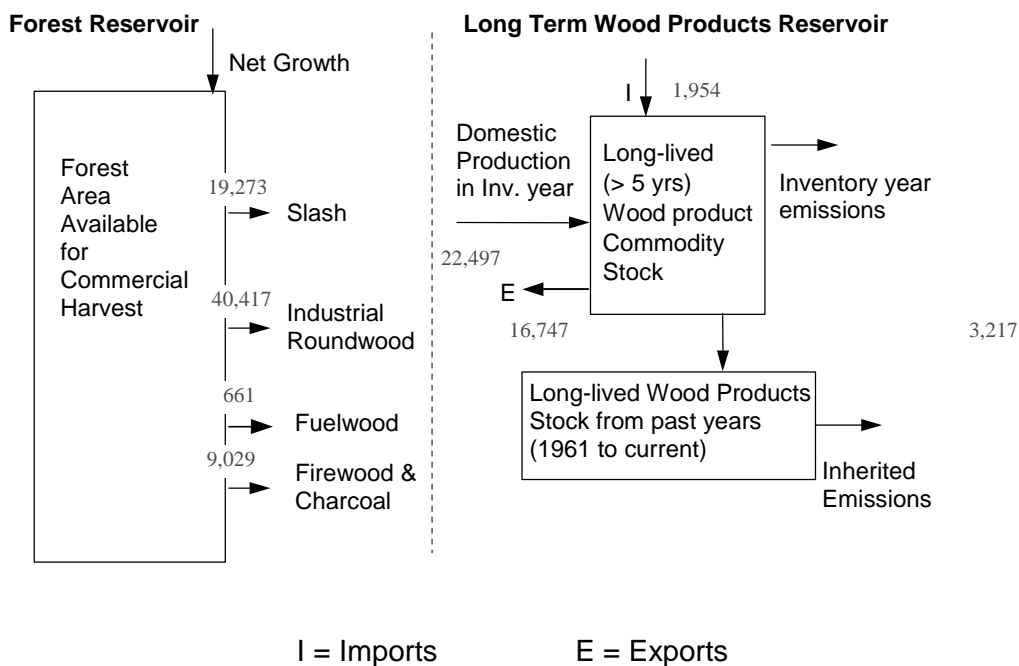 Forest Reservoir
Net Growth
Forest
Area
Available
for
Commercial
Harvest
19,273
Slash
40,417
Industrial
Roundwood
661
Fuelwood
9,029
Firewood &
Charcoal
Long Term Wood Products Reservoir
I
1,954
Domestic
Production
in Inv. year
22,497
Long-lived
(> 5 yrs)
Wood product
Commodity
Stock
Inventory year
emissions
E
16,747
3,217
Long-lived Wood Products
Stock from past years
(1961 to current)
Inherited
Emissions
I = Imports
E = Exports